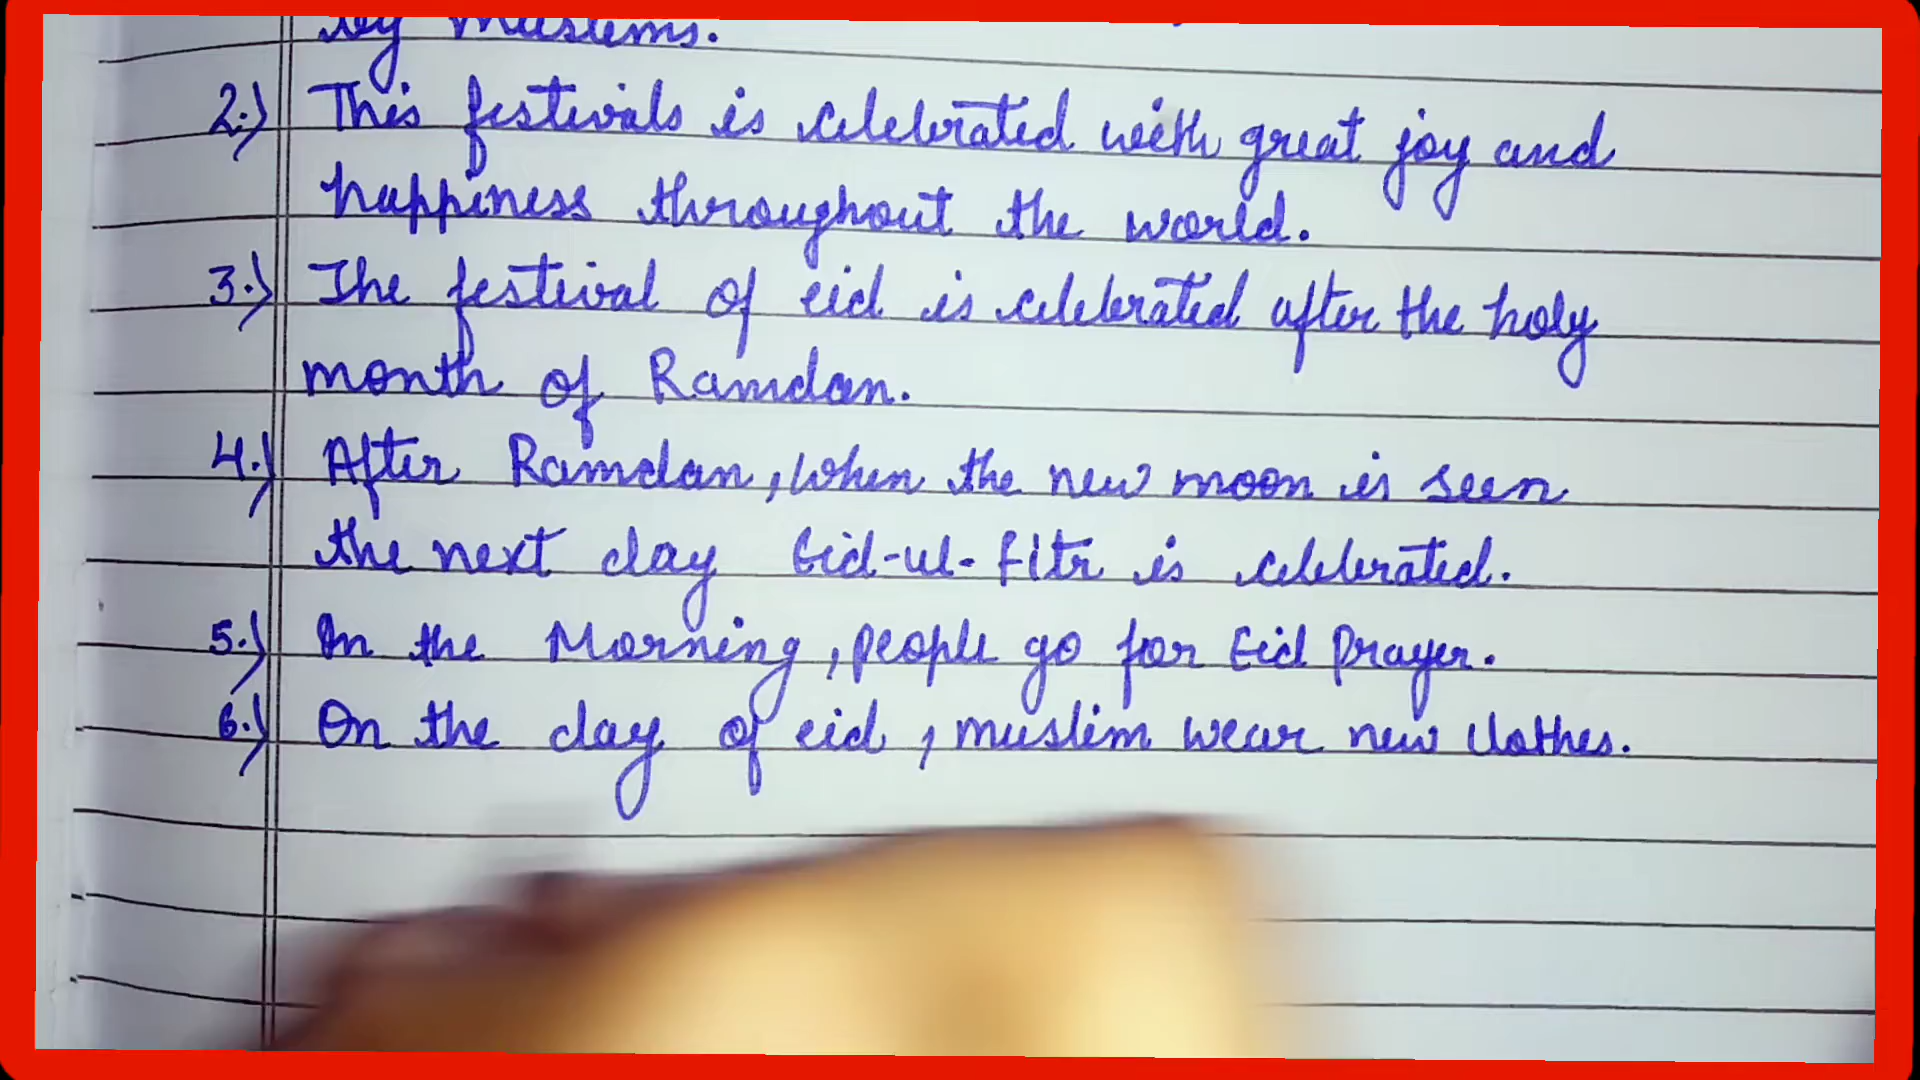 by Muslims.
2.) This festivals is celebrated with great joy and
happiness throughout the world.
3.) The festival of eid is celebrated after the holy
month of Ramdan.
4.) After Ramdan, when the new moon is seen
the next day Eid-ul-fitr is celebrated.
5.) In the Morning, People go for Eid Prayer.
6.) On the day of eid, muslim wear new clothes.